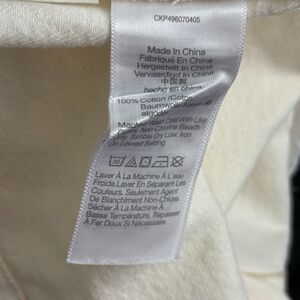 CKP496070405
Made In China
Fabriqué En China
Hergestellt In China
Vervaardigd In China
中国制
hecho en china
100% Cotton /Coton/
Baumwolle
algodón
Machine Wash Cold With Like
Colors, Non-Chlorine Bleach
Tumble Dry Low, Iron
On Lowest Setting
Laver À La Machine À L'eau
Froide, Laver En Séparant Les
Couleurs. Seulement Agent
De Blanchiment Non-Chloré.
Sécher À La Machine À
Basse Température. Repasser
À Fer Doux Si Nécessaire.